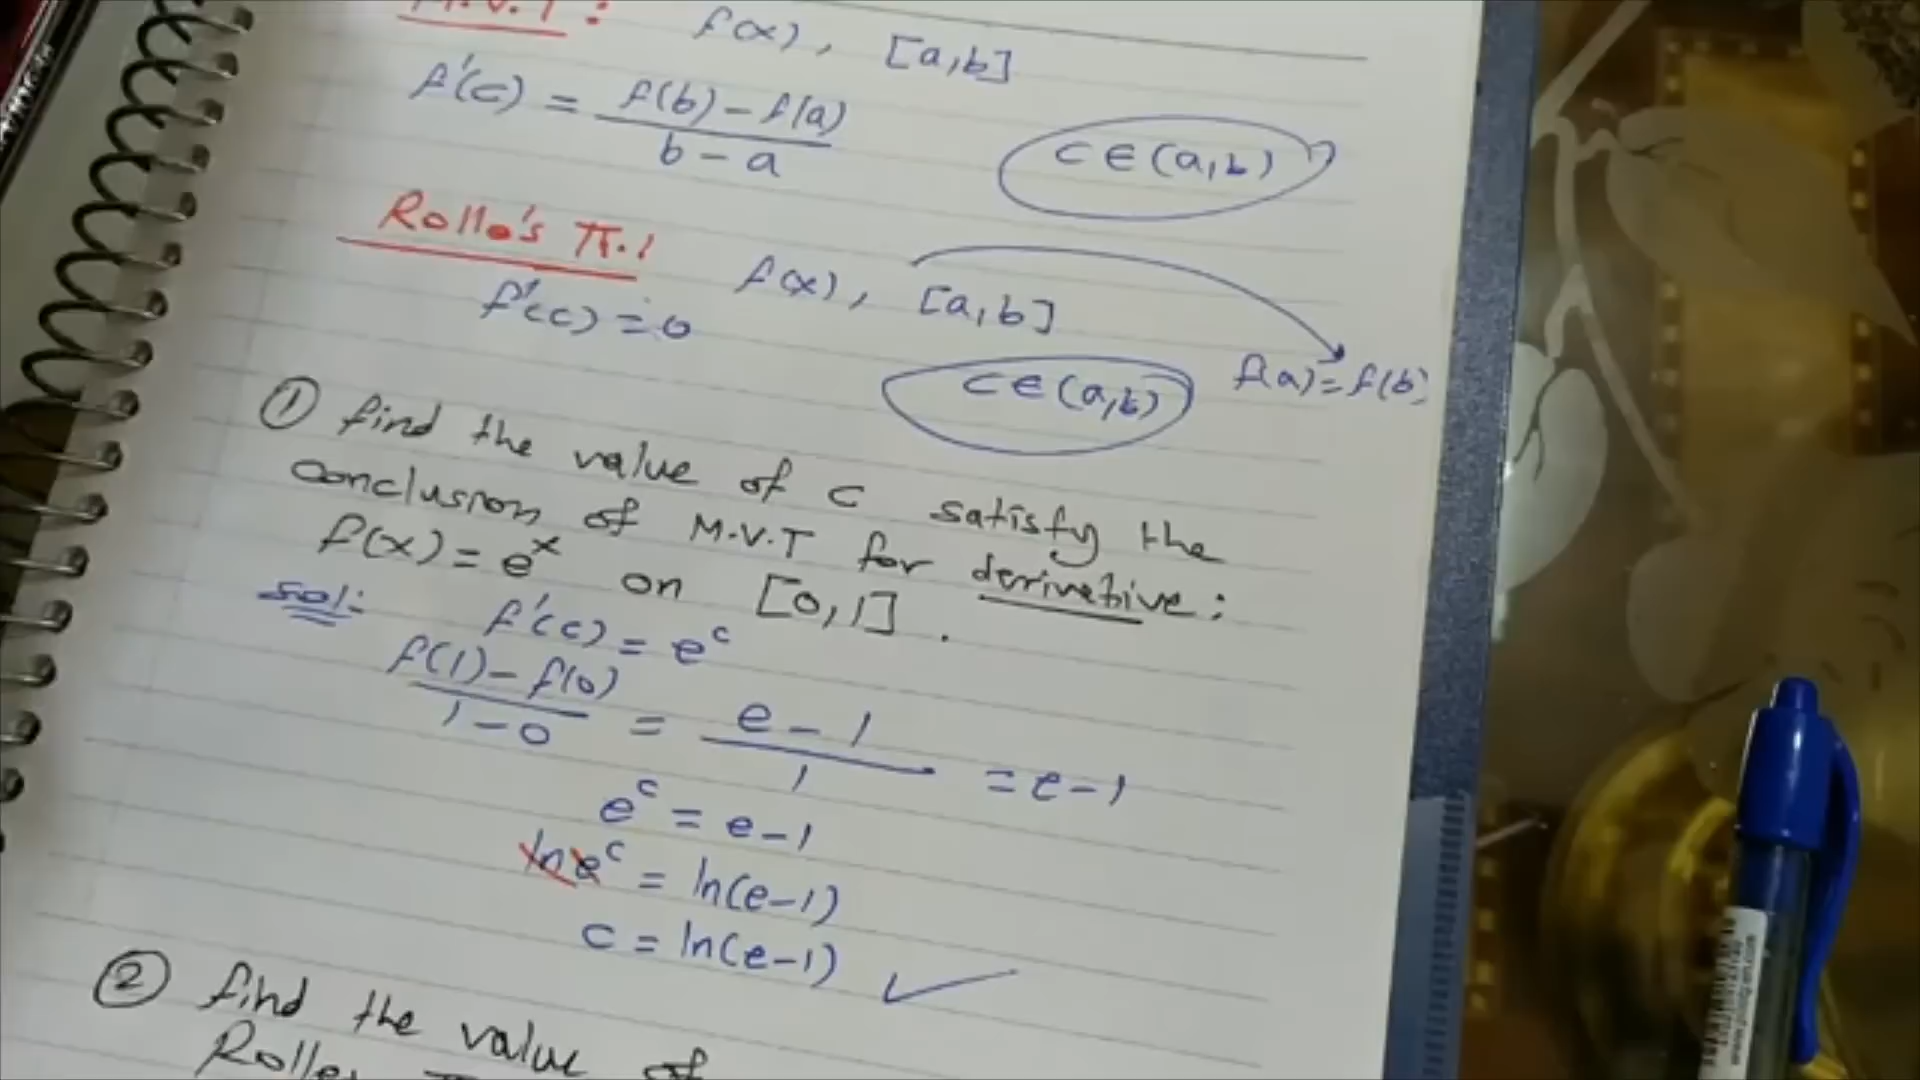 M.V.T :
f(x), [a,b]
f'(c) = f(b) - f(a) / b - a
c ∈ (a,b)
Rolle's Th.:
f(x), [a,b]
f'(c) = 0
c ∈ (a,b)
f(a) = f(b)
① find the value of c satisfy the
conclusion of M.V.T for derivative:
f(x) = e^x on [0,1].
Sol:
f'(c) = e^c
f(1) - f(0) / 1 - 0 = e - 1 / 1 = e - 1
e^c = e - 1
ln e^c = ln(e-1)
c = ln(e-1) ✓
② find the value of